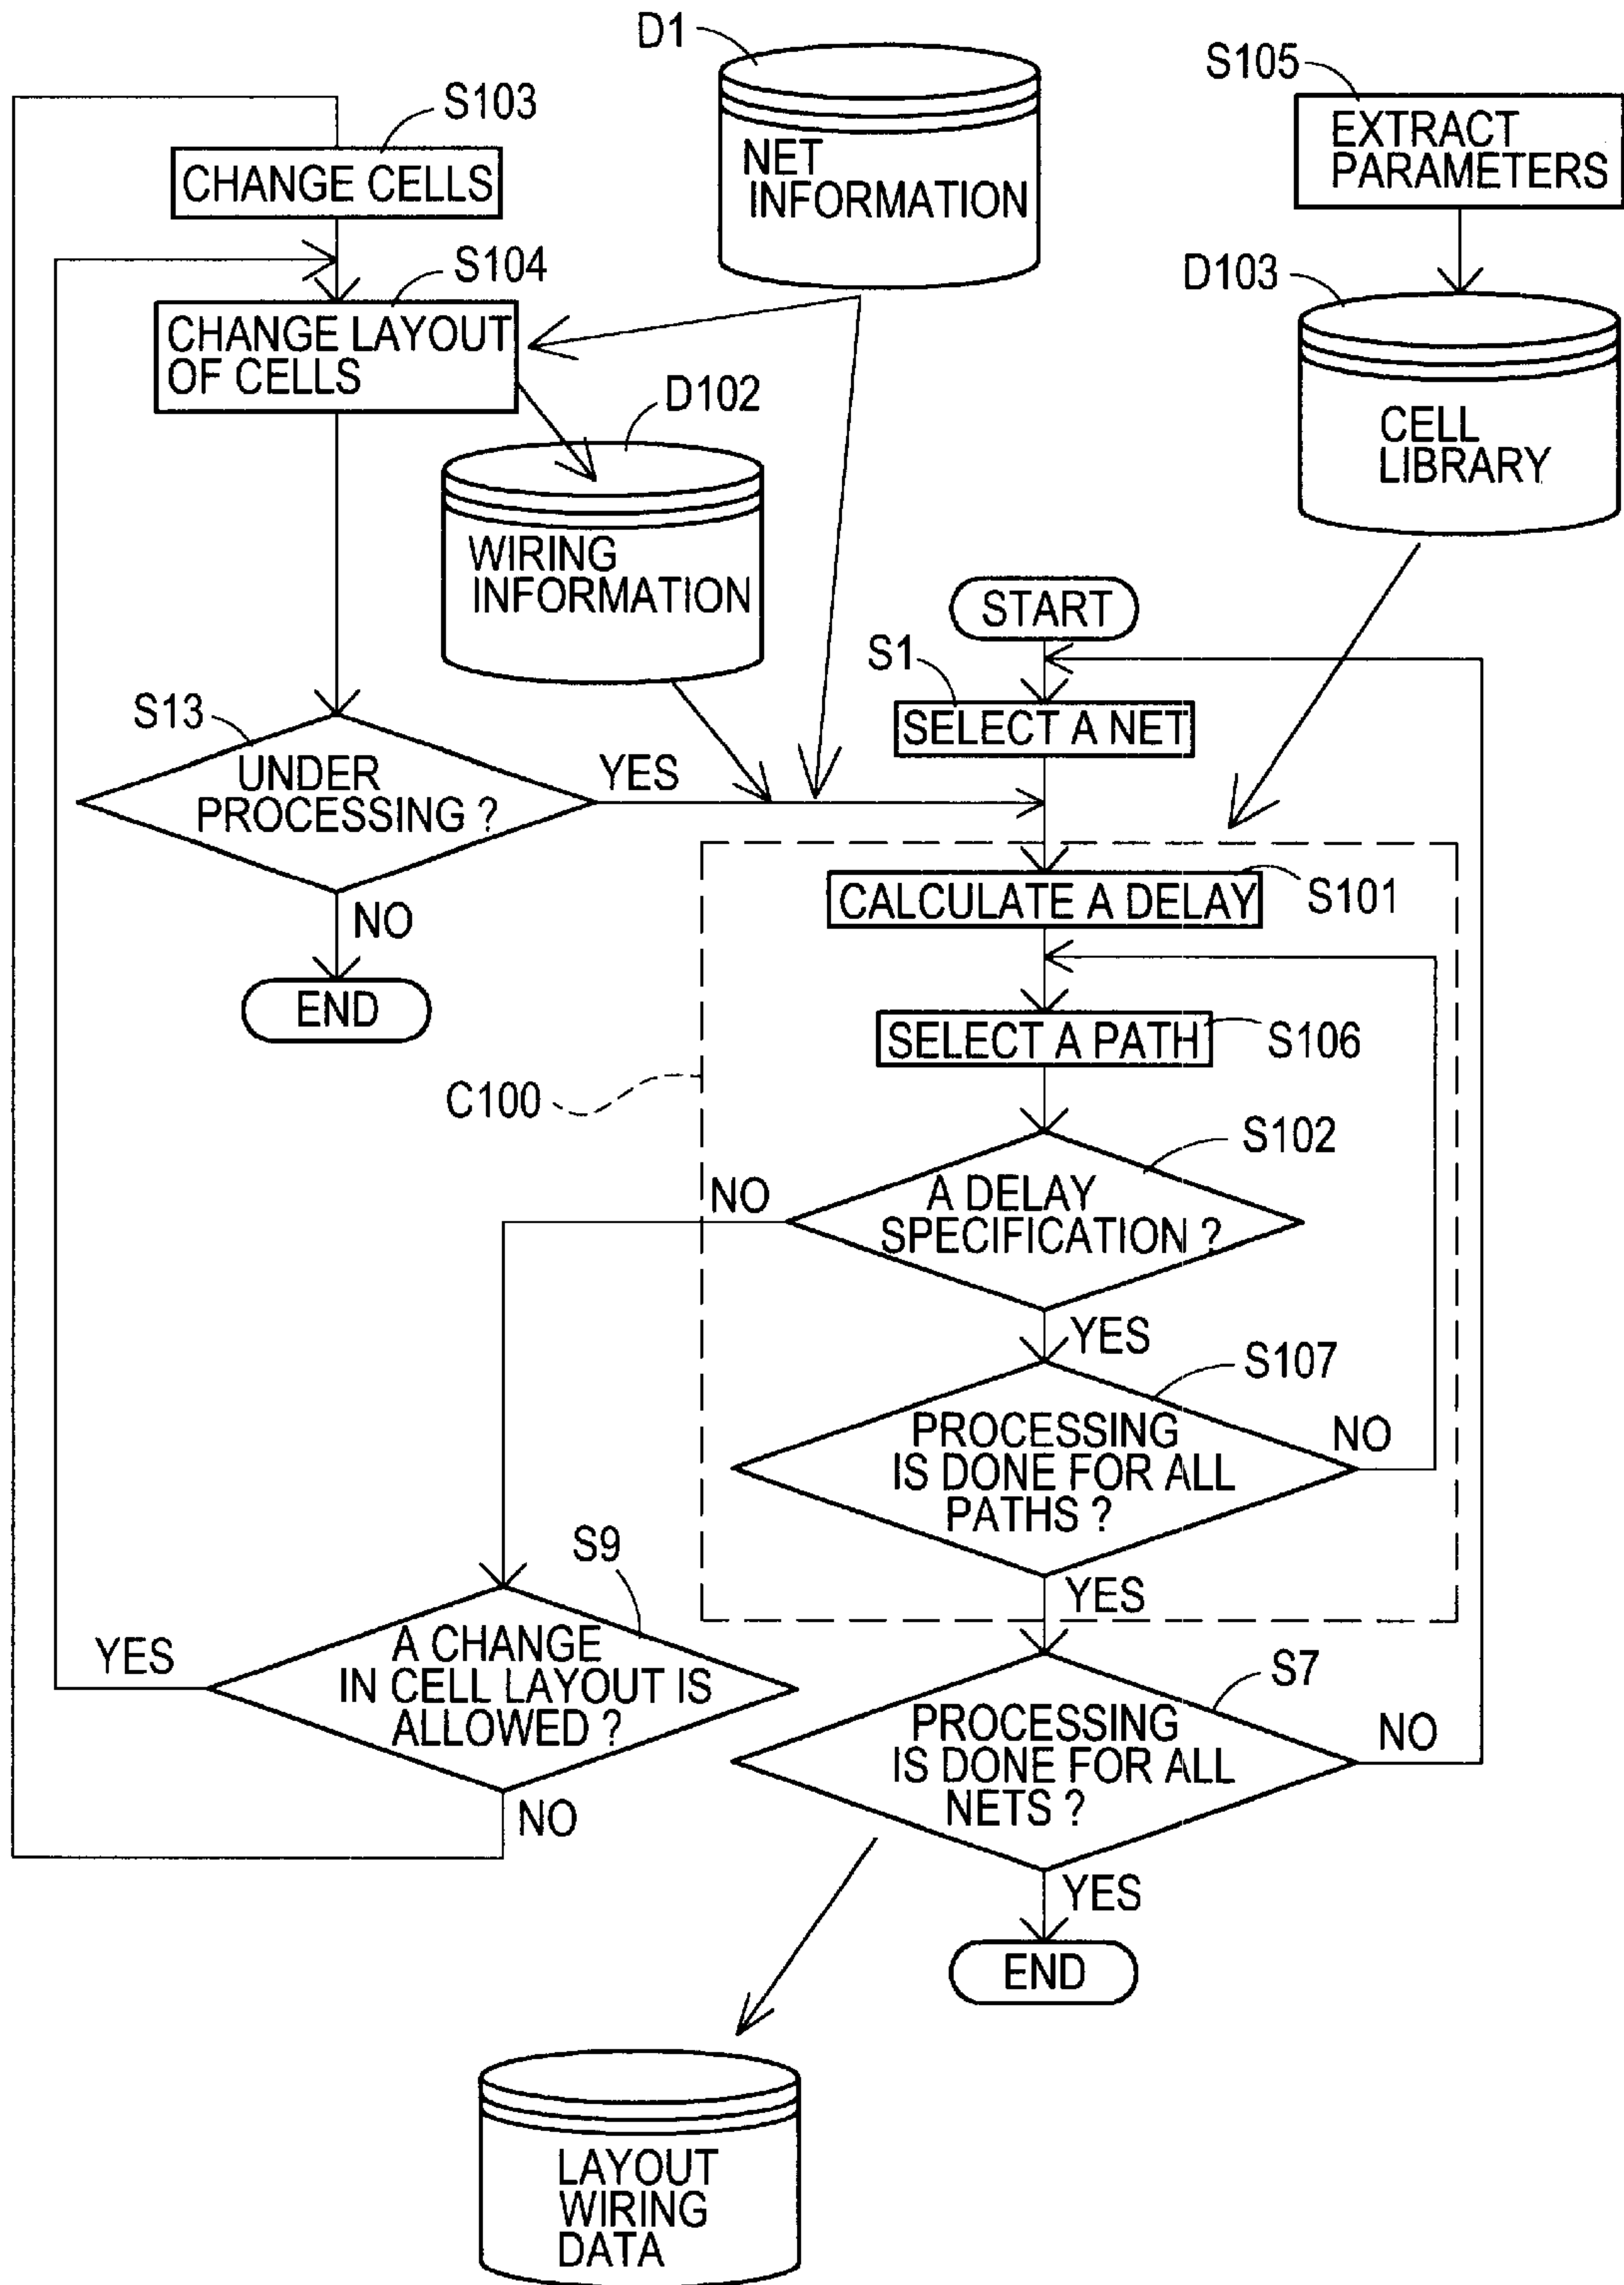 D1
NET
INFORMATION
S105
EXTRACT
PARAMETERS
S103
CHANGE CELLS
S104
CHANGE LAYOUT
OF CELLS
D103
CELL
LIBRARY
D102
WIRING
INFORMATION
START
S1
SELECT A NET
S13
UNDER
PROCESSING ?
YES
NO
END
CALCULATE A DELAY
S101
SELECT A PATH
S106
C100
S102
A DELAY
SPECIFICATION ?
NO
YES
S107
PROCESSING
IS DONE FOR ALL
PATHS ?
NO
YES
S9
A CHANGE
IN CELL LAYOUT IS
ALLOWED ?
YES
NO
S7
PROCESSING
IS DONE FOR ALL
NETS ?
NO
YES
END
LAYOUT
WIRING
DATA